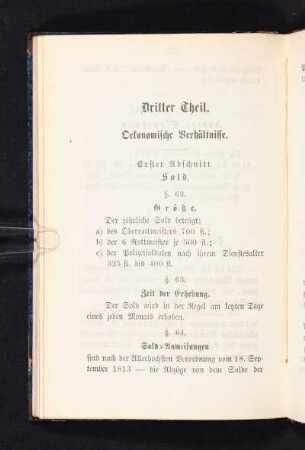 Dritter Theil.
Oekonomische Verhältnisse.
Erster Abschnitt.
Sold.
§. 62.
Größe.
Der jährliche Sold beträgt:
a) des Oberrottmeisters 700 fl.;
b) der 6 Rottmeister je 500 fl.;
c) der Polizeisoldaten nach ihrem Dienstesalter
325 fl. bis 400 fl.
§. 63.
Zeit der Erhebung.
Der Sold wird in der Regel am letzten Tage
eines jeden Monats erhoben.
§. 64.
Sold-Anweisungen
sind nach der Allerhöchsten Verordnung vom 18. Sep-
tember 1813 — die Abzüge von dem Solde der